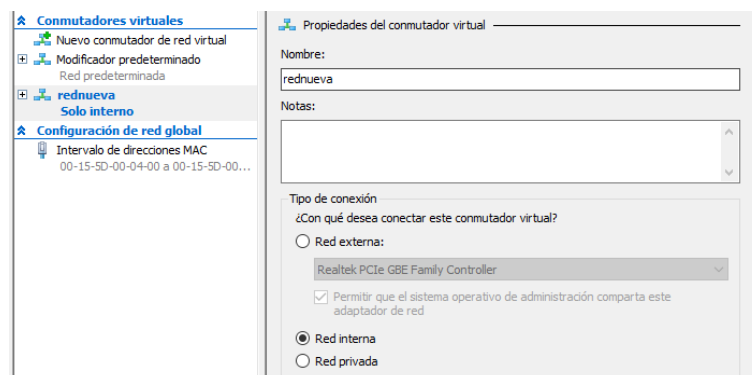 Conmutadores virtuales
Nuevo conmutador de red virtual
Modificador predeterminado
Red predeterminada
rednueva
Solo interno
Configuración de red global
Intervalo de direcciones MAC
00-15-5D-00-04-00 a 00-15-5D-00...
Propiedades del conmutador virtual
Nombre:
rednueva
Notas:
Tipo de conexión
¿Con qué desea conectar este conmutador virtual?
Red externa:
Realtek PCIe GBE Family Controller
Permitir que el sistema operativo de administración comparta este
adaptador de red
Red interna
Red privada